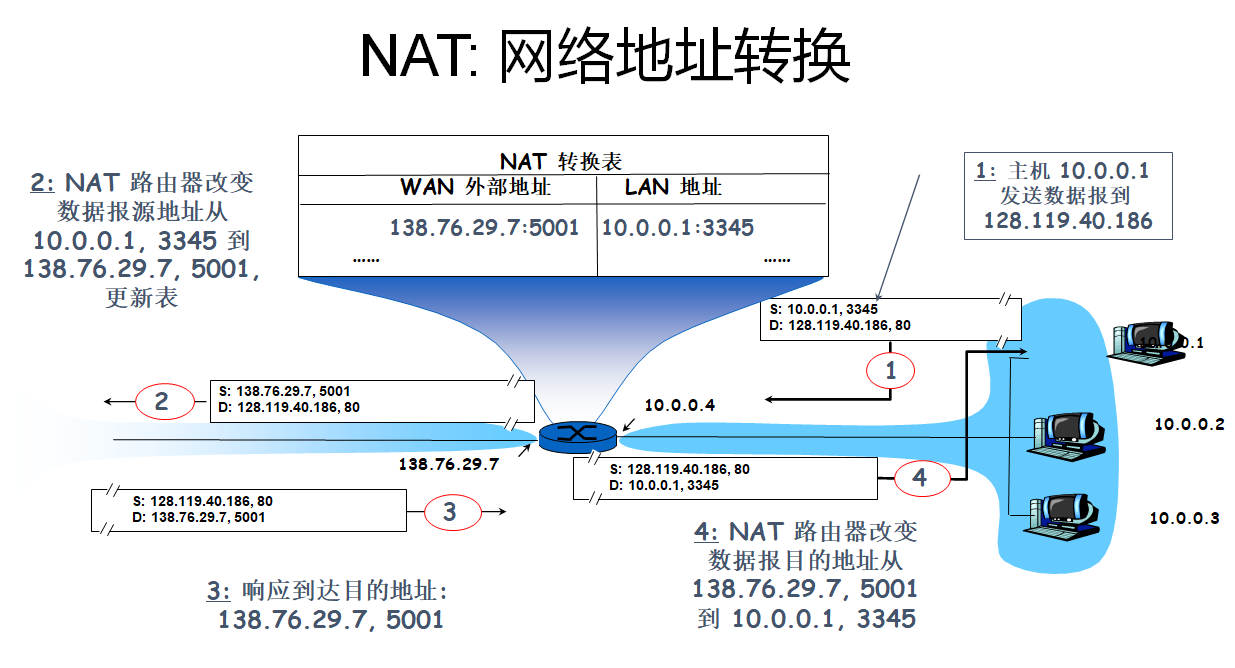 NAT: 网络地址转换
NAT 转换表
WAN 外部地址 LAN 地址
138.76.29.7:5001 10.0.0.1:3345
...... ......
2: NAT 路由器改变
数据报源地址从
10.0.0.1, 3345 到
138.76.29.7, 5001,
更新表
1: 主机 10.0.0.1
发送数据报到
128.119.40.186
S: 10.0.0.1, 3345
D: 128.119.40.186, 80
1
10.0.0.1
S: 138.76.29.7, 5001
D: 128.119.40.186, 80
2
10.0.0.4
10.0.0.2
138.76.29.7
S: 128.119.40.186, 80
D: 10.0.0.1, 3345
4
S: 128.119.40.186, 80
D: 138.76.29.7, 5001
3
10.0.0.3
4: NAT 路由器改变
数据报目的地址从
138.76.29.7, 5001
到 10.0.0.1, 3345
3: 响应到达目的地址:
138.76.29.7, 5001